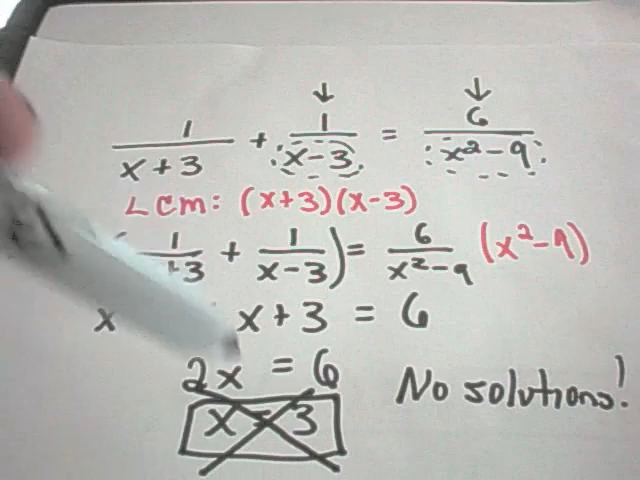 1/(x+3) + 1/(x-3) = 6/(x²-9)
LCM: (x+3)(x-3)
1/+3 + 1/(x-3)) = 6/(x²-9) (x²-9)
x x+3 = 6
2x = 6
x = 3
No solutions!